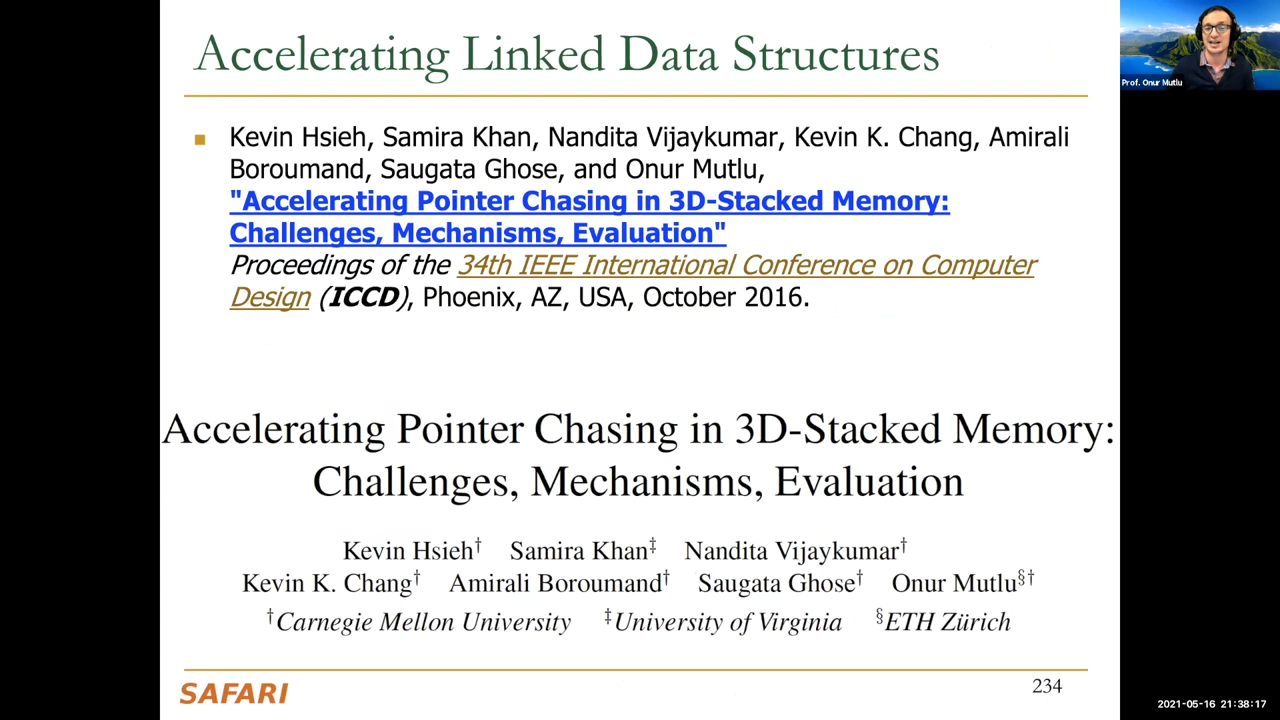 Accelerating Linked Data Structures
Prof. Onur Mutlu
■ Kevin Hsieh, Samira Khan, Nandita Vijaykumar, Kevin K. Chang, Amirali
Boroumand, Saugata Ghose, and Onur Mutlu,
"Accelerating Pointer Chasing in 3D-Stacked Memory:
Challenges, Mechanisms, Evaluation"
Proceedings of the 34th IEEE International Conference on Computer
Design (ICCD), Phoenix, AZ, USA, October 2016.
Accelerating Pointer Chasing in 3D-Stacked Memory:
Challenges, Mechanisms, Evaluation
Kevin Hsieh† Samira Khan‡ Nandita Vijaykumar†
Kevin K. Chang† Amirali Boroumand† Saugata Ghose† Onur Mutlu§†
†Carnegie Mellon University ‡University of Virginia §ETH Zürich
SAFARI
234
2021-05-16 21:38:17